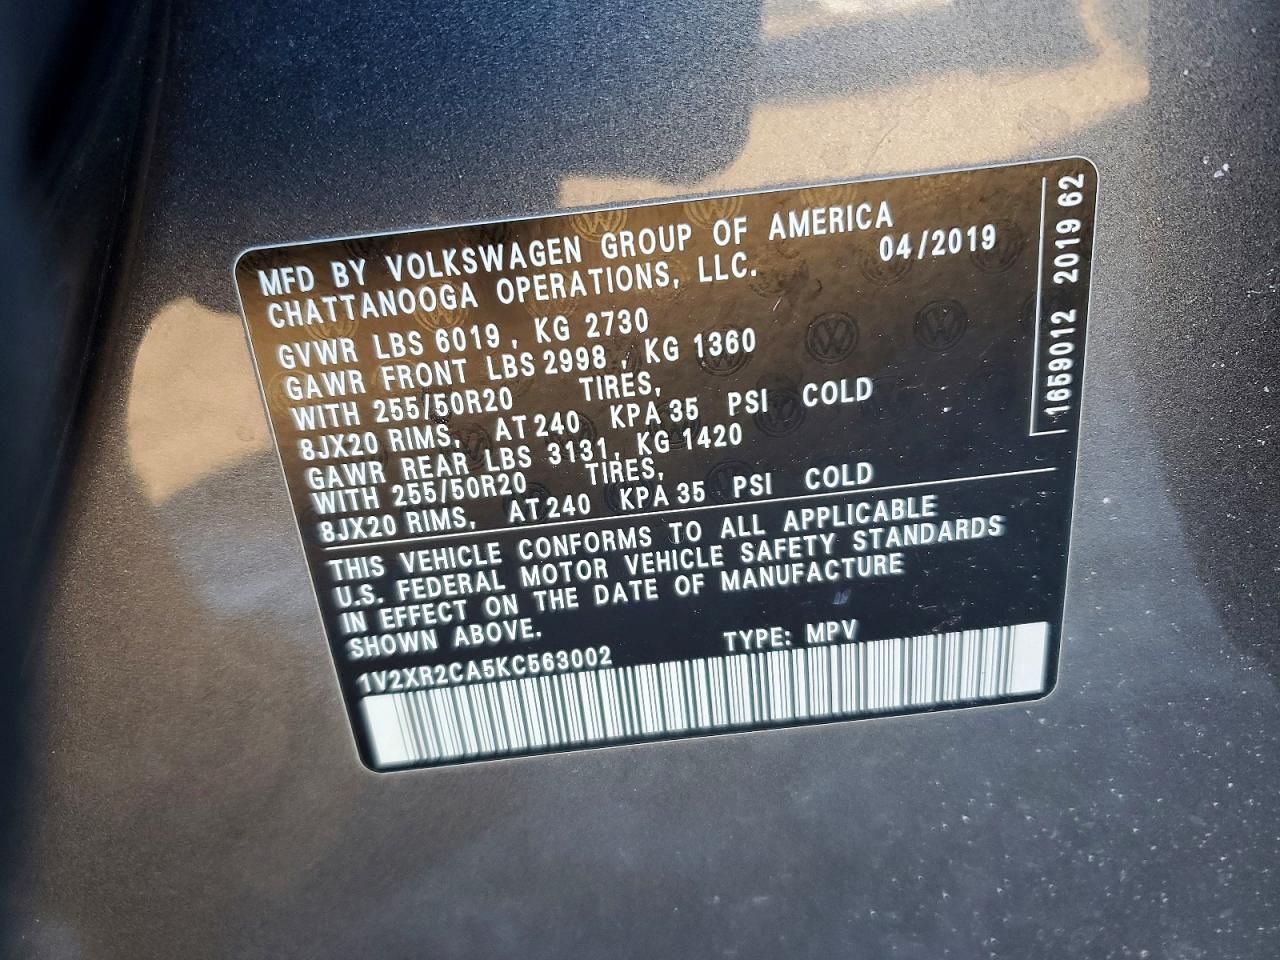 MFD BY VOLKSWAGEN GROUP OF AMERICA
CHATTANOOGA OPERATIONS, LLC. 04/2019
GVWR LBS 6019, KG 2730
GAWR FRONT LBS 2998, KG 1360
WITH 255/50R20 TIRES,
8JX20 RIMS, AT 240 KPA 35 PSI COLD
GAWR REAR LBS 3131, KG 1420
WITH 255/50R20 TIRES,
8JX20 RIMS, AT 240 KPA 35 PSI COLD
THIS VEHICLE CONFORMS TO ALL APPLICABLE
U.S. FEDERAL MOTOR VEHICLE SAFETY STANDARDS
IN EFFECT ON THE DATE OF MANUFACTURE
SHOWN ABOVE.
1V2XR2CA5KC563002 TYPE: MPV
1659012 2019 62